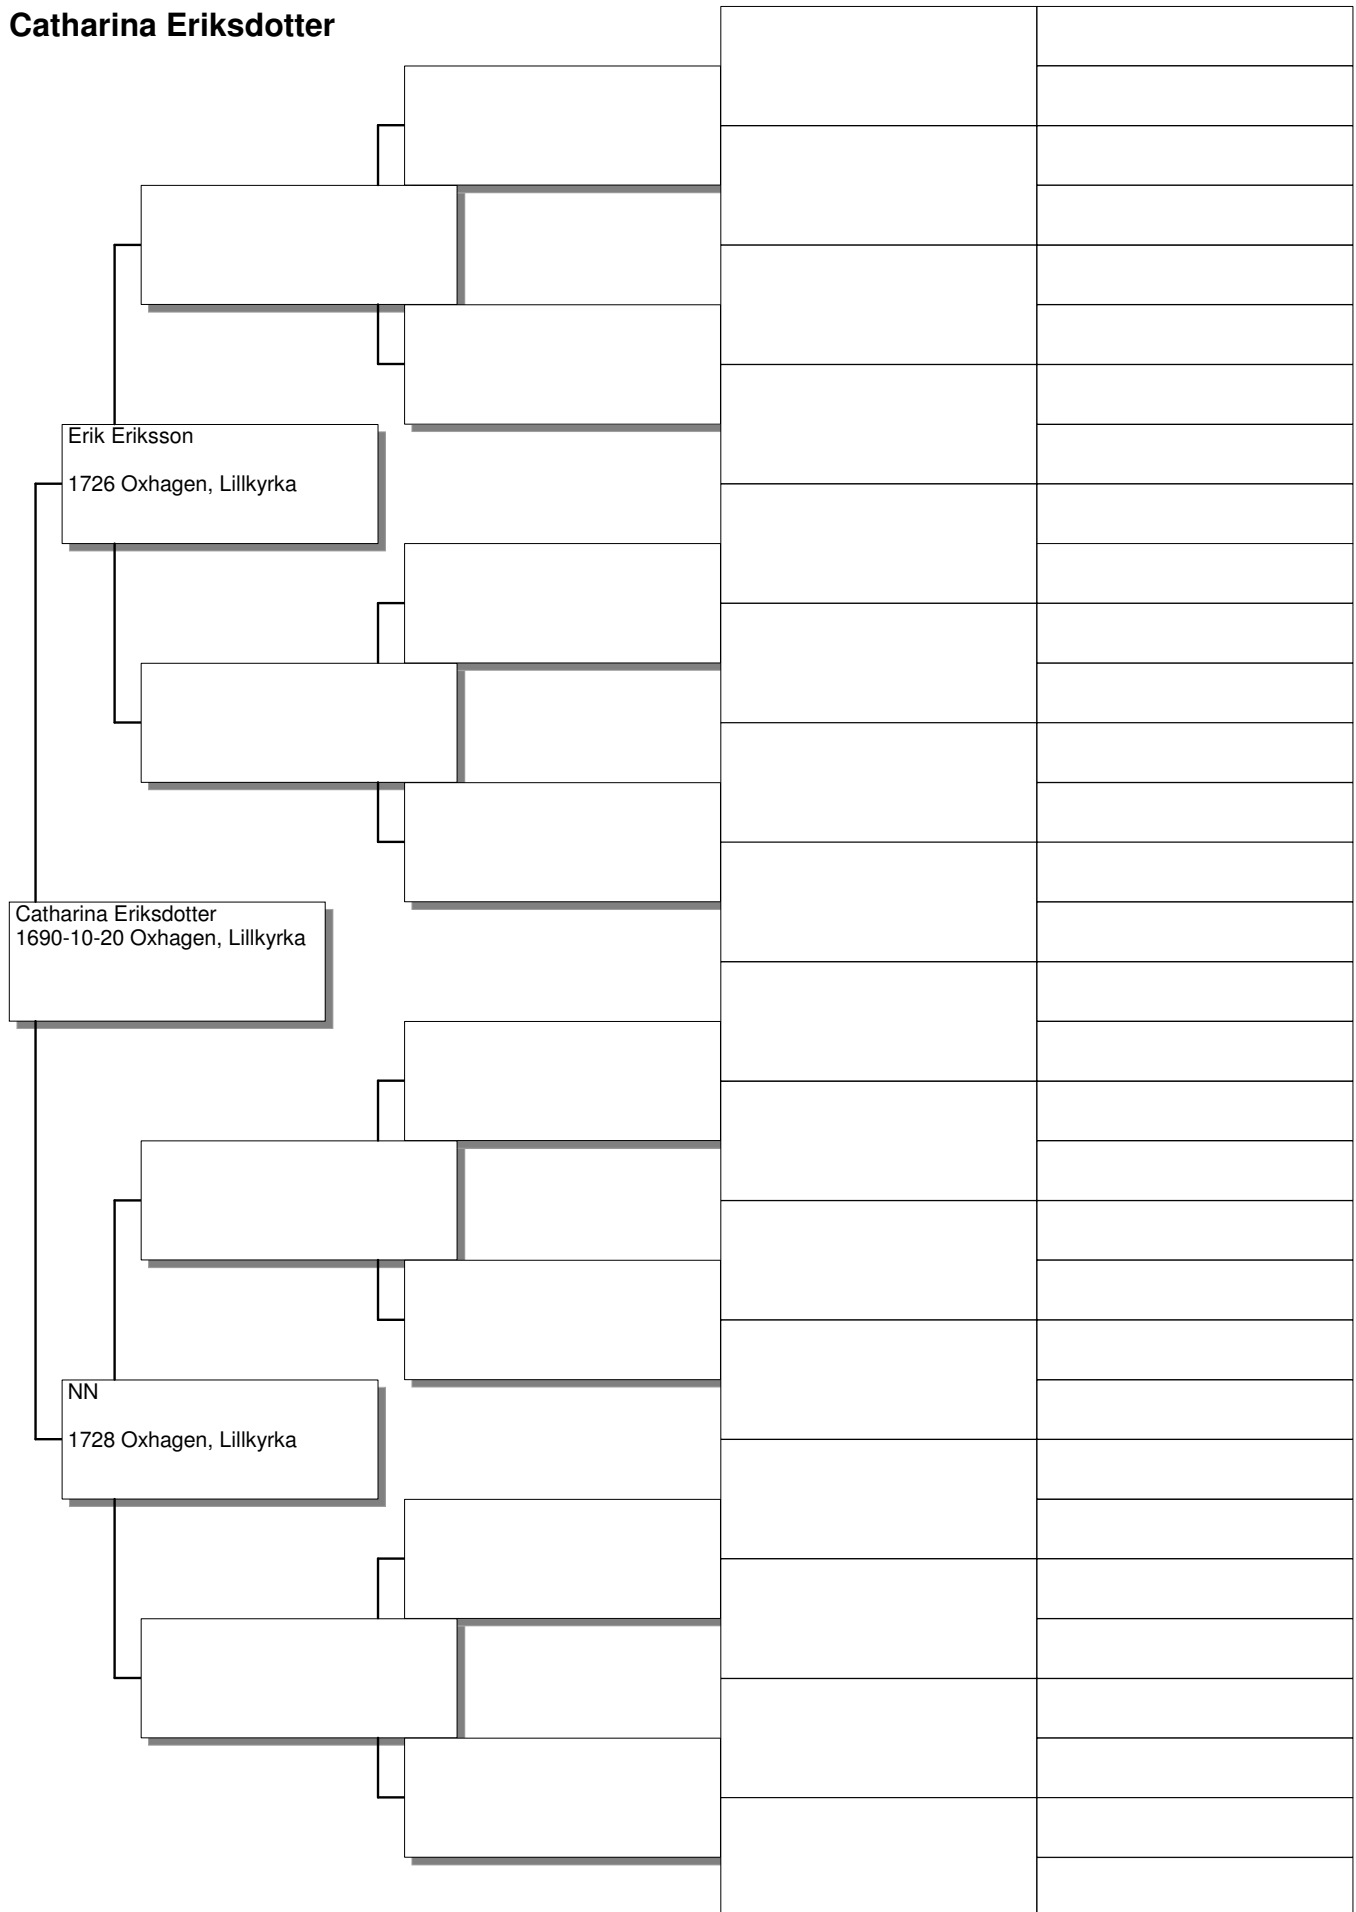 Catharina Eriksdotter
Erik Eriksson
1726 Oxhagen, Lillkyrka
Catharina Eriksdotter
1690-10-20 Oxhagen, Lillkyrka
NN
1728 Oxhagen, Lillkyrka